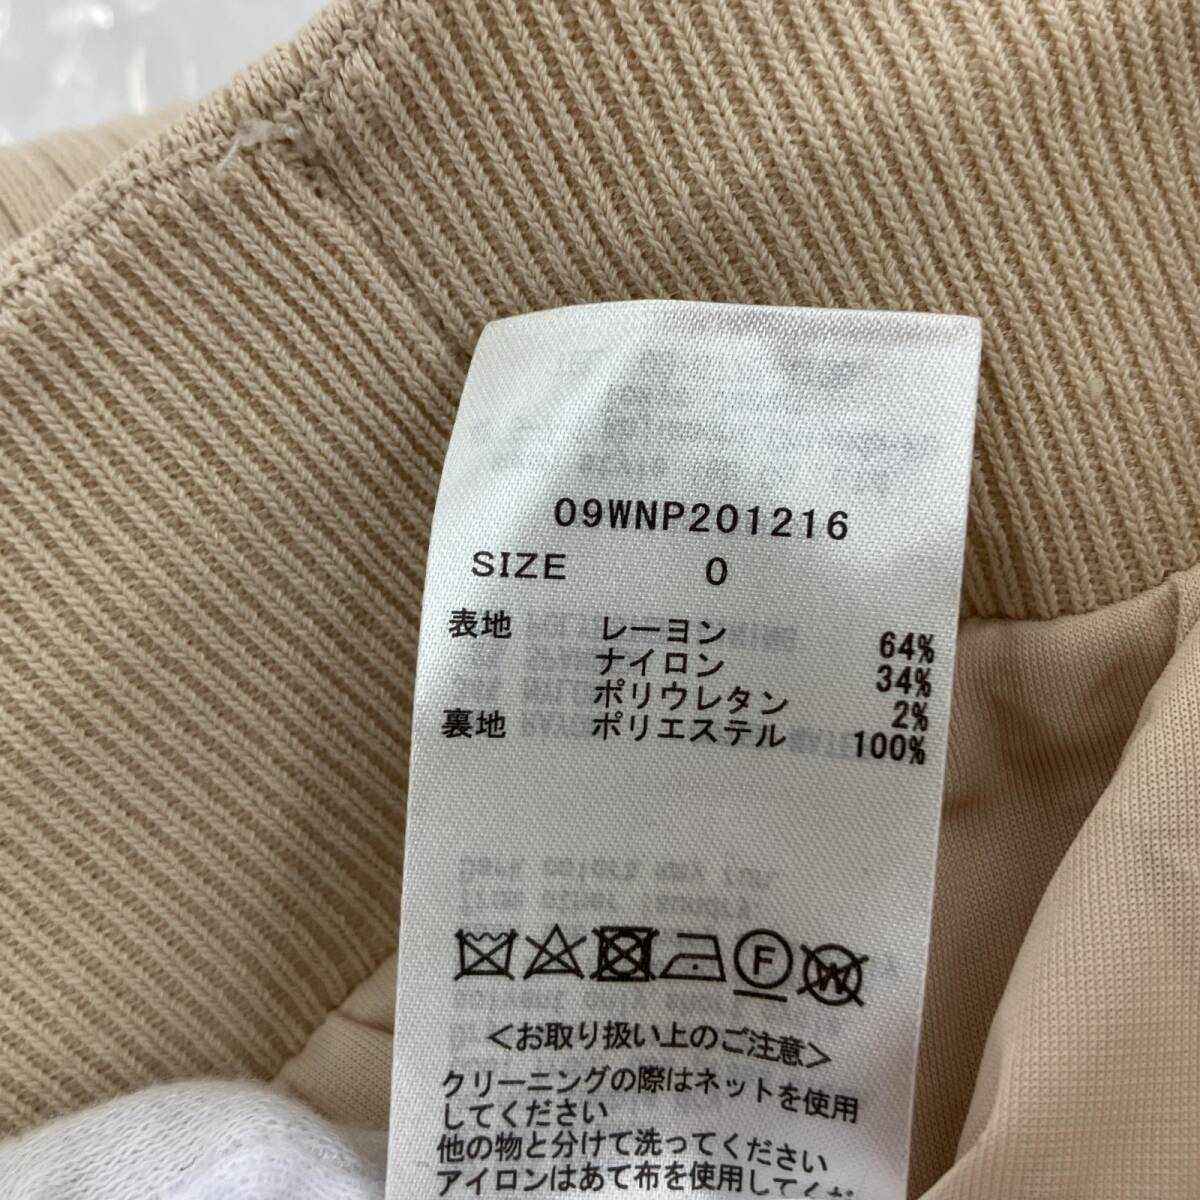 09WNP201216
SIZE 0
表地 レーヨン 64%
ナイロン 34%
ポリウレタン 2%
裏地 ポリエステル 100%
F
W
<お取り扱い上のご注意>
クリーニングの際はネットを使用
してください
他の物と分けて洗ってください
アイロンはあて布を使用してくだ